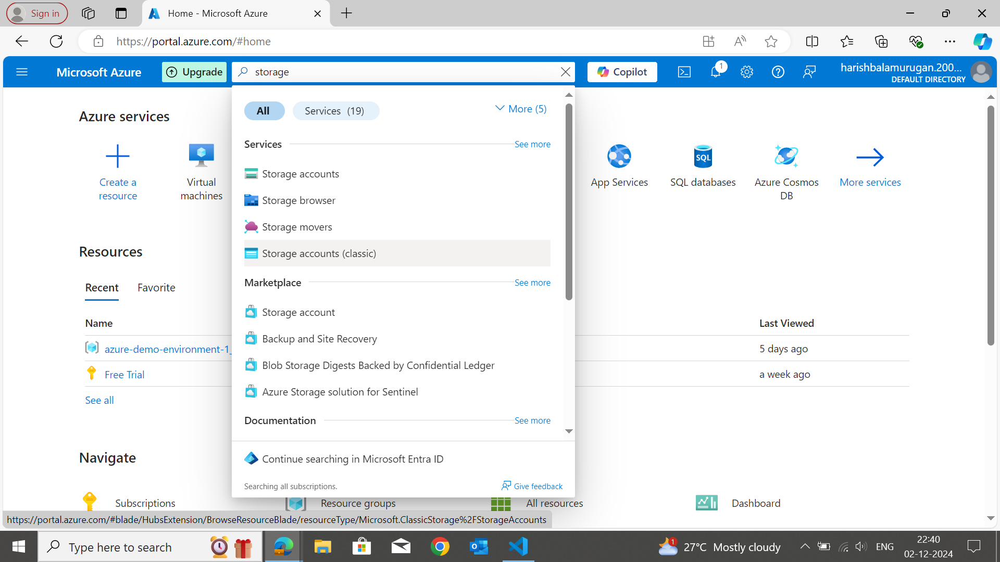 Sign in
Home - Microsoft Azure
https://portal.azure.com/#home
Microsoft Azure
Upgrade
storage
Copilot
1
harishbalamurugan.200...
DEFAULT DIRECTORY
All
Services (19)
More (5)
Azure services
Create a
resource
Virtual
machines
App Services
SQL
SQL databases
Azure Cosmos
DB
More services
Services
See more
Storage accounts
Storage browser
Storage movers
Storage accounts (classic)
Marketplace
See more
Storage account
Backup and Site Recovery
Blob Storage Digests Backed by Confidential Ledger
Azure Storage solution for Sentinel
Documentation
See more
Continue searching in Microsoft Entra ID
Searching all subscriptions.
Give feedback
Resources
Recent
Favorite
Name
Last Viewed
azure-demo-environment-1_
5 days ago
Free Trial
a week ago
See all
Navigate
Subscriptions
Resource groups
All resources
Dashboard
https://portal.azure.com/#blade/HubsExtension/BrowseResourceBlade/resourceType/Microsoft.ClassicStorage%2FStorageAccounts
Type here to search
1
27°C Mostly cloudy
ENG
22:40
02-12-2024